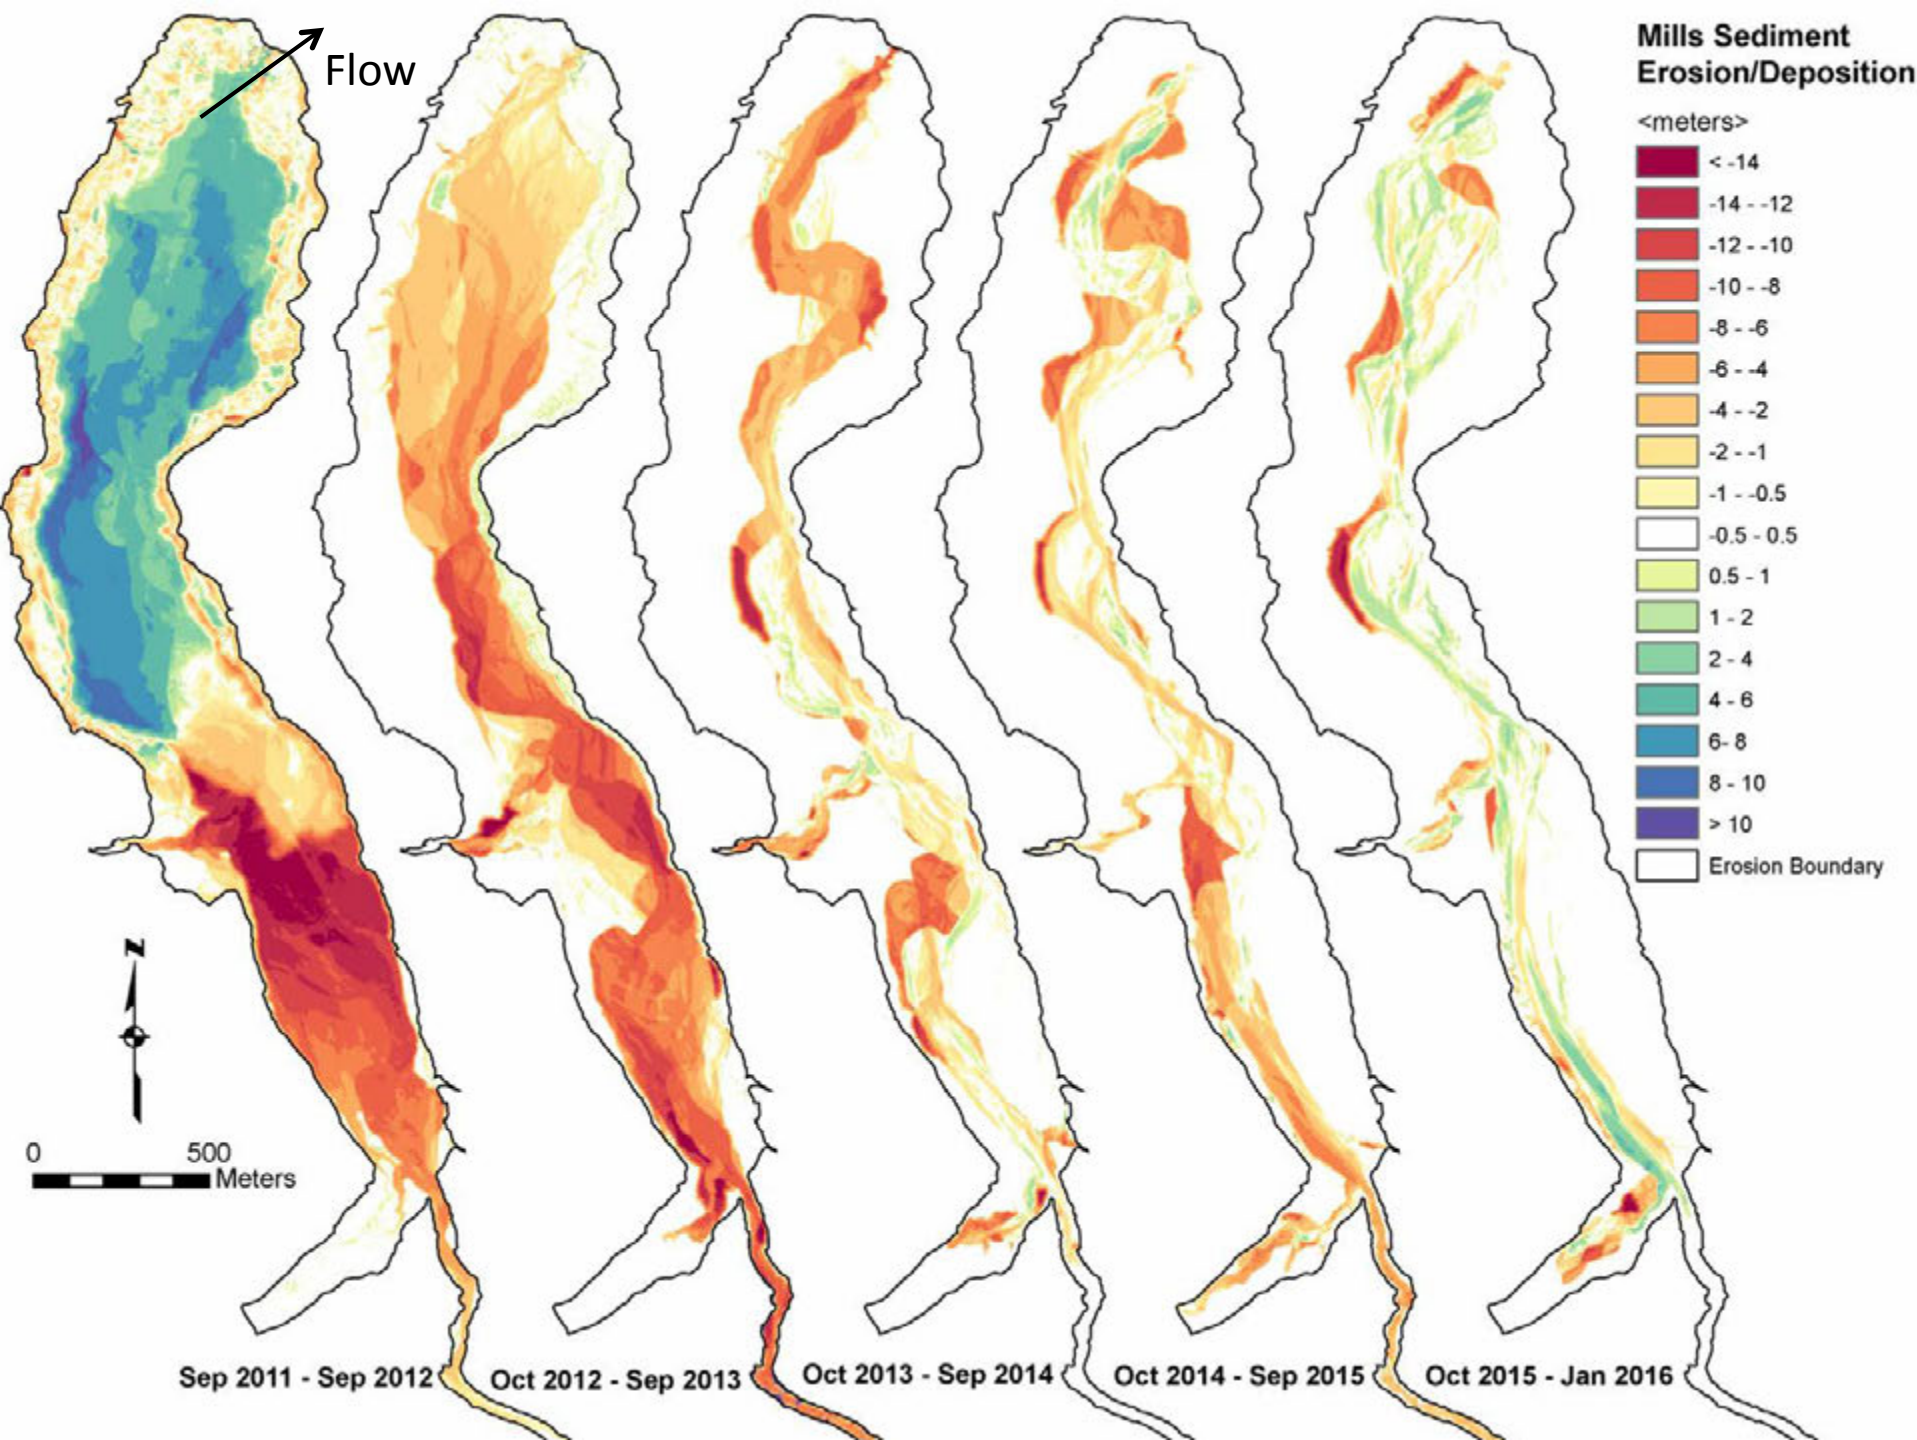 Flow
Mills Sediment
Erosion/Deposition
<meters>
< -14
-14 - -12
-12 - -10
-10 - -8
-8 - -6
-6 - -4
-4 - -2
-2 - -1
-1 - -0.5
-0.5 - 0.5
0.5 - 1
1 - 2
2 - 4
4 - 6
6- 8
8 - 10
> 10
Erosion Boundary
N
0 500
Meters
Sep 2011 - Sep 2012
Oct 2012 - Sep 2013
Oct 2013 - Sep 2014
Oct 2014 - Sep 2015
Oct 2015 - Jan 2016